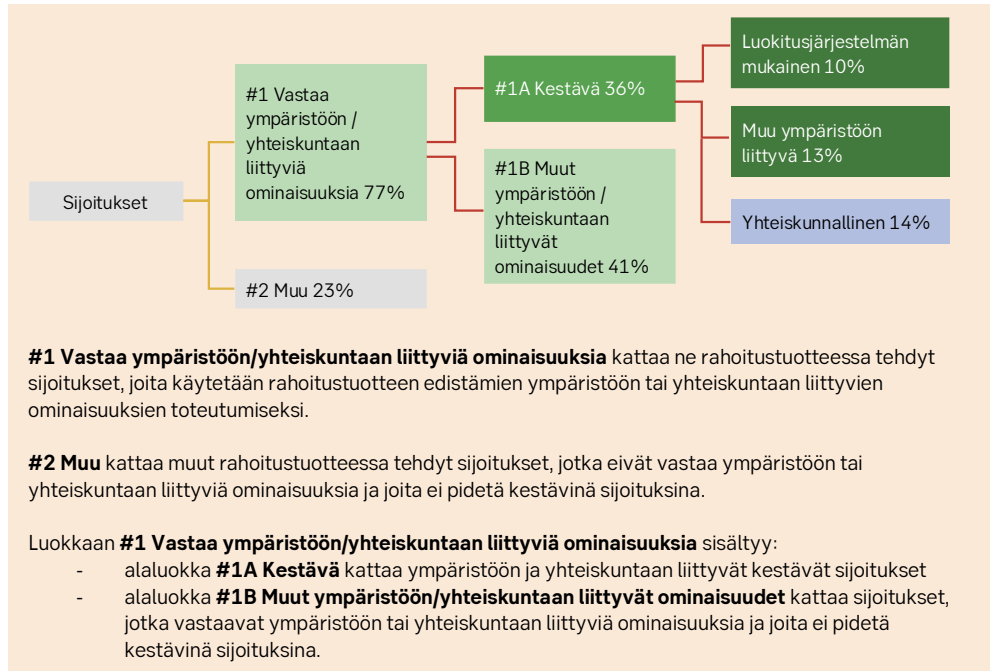 Sijoitukset
#1 Vastaa
ympäristöön /
yhteiskuntaan
liittyviä
ominaisuuksia 77%
#2 Muu 23%
#1A Kestävä 36%
#1B Muut
ympäristöön /
yhteiskuntaan
liittyvät
ominaisuudet 41%
Luokitusjärjestelmän
mukainen 10%
Muu ympäristöön
liittyvä 13%
Yhteiskunnallinen 14%
#1 Vastaa ympäristöön/yhteiskuntaan liittyviä ominaisuuksia kattaa ne rahoitustuotteessa tehdyt
sijoitukset, joita käytetään rahoitustuotteen edistämien ympäristöön tai yhteiskuntaan liittyvien
ominaisuuksien toteutumiseksi.
#2 Muu kattaa muut rahoitustuotteessa tehdyt sijoitukset, jotka eivät vastaa ympäristöön tai
yhteiskuntaan liittyviä ominaisuuksia ja joita ei pidetä kestävinä sijoituksina.
Luokkaan #1 Vastaa ympäristöön/yhteiskuntaan liittyviä ominaisuuksia sisältyy:
- alaluokka #1A Kestävä kattaa ympäristöön ja yhteiskuntaan liittyvät kestävät sijoitukset
- alaluokka #1B Muut ympäristöön/yhteiskuntaan liittyvät ominaisuudet kattaa sijoitukset,
jotka vastaavat ympäristöön tai yhteiskuntaan liittyviä ominaisuuksia ja joita ei pidetä
kestävinä sijoituksina.